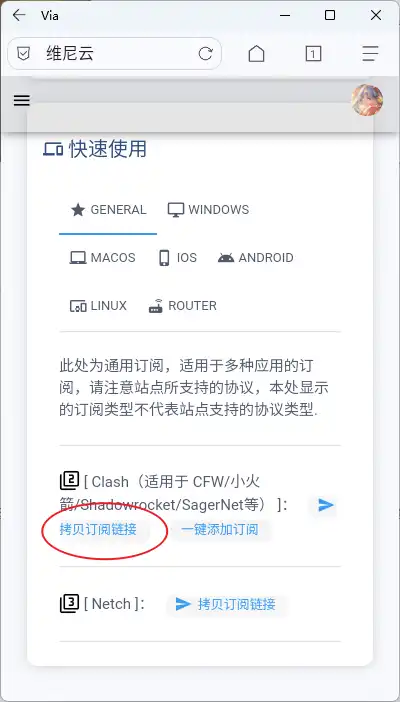 Via
维尼云
1
快速使用
GENERAL WINDOWS
MACOS IOS ANDROID
LINUX ROUTER
此处为通用订阅，适用于多种应用的订
阅，请注意站点所支持的协议，本处显示
的订阅类型不代表站点支持的协议类型.
2 [ Clash（适用于 CFW/小火
箭/Shadowrocket/SagerNet等） ]：
拷贝订阅链接 一键添加订阅
3 [ Netch ]： 拷贝订阅链接